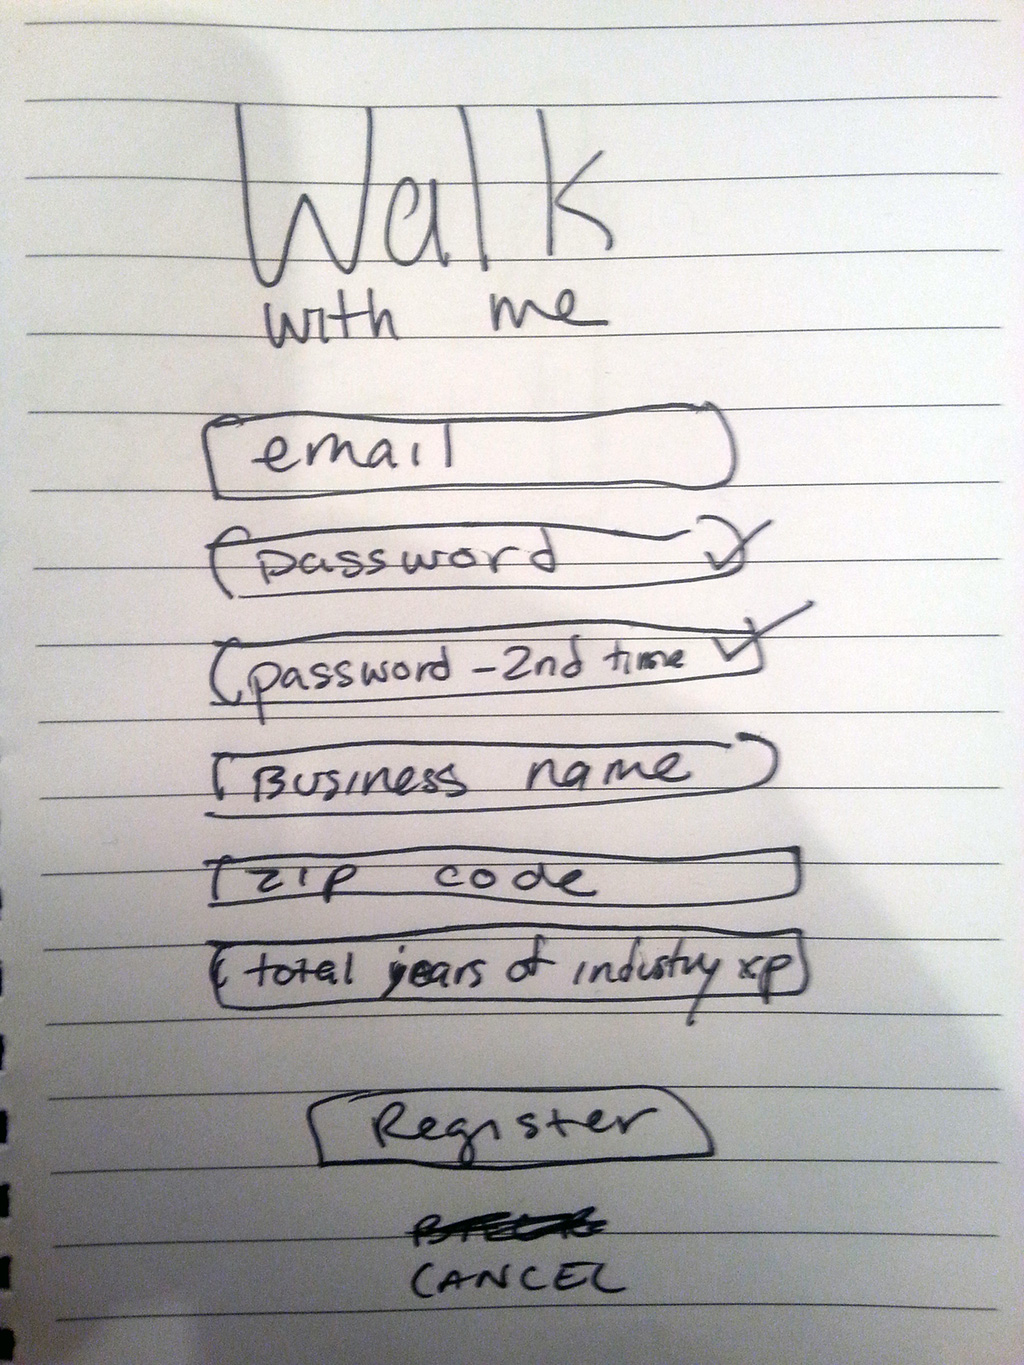 Walk
with me
email
password
password - 2nd time
Business name
zip code
total years of industry xp
Register
CANCEL